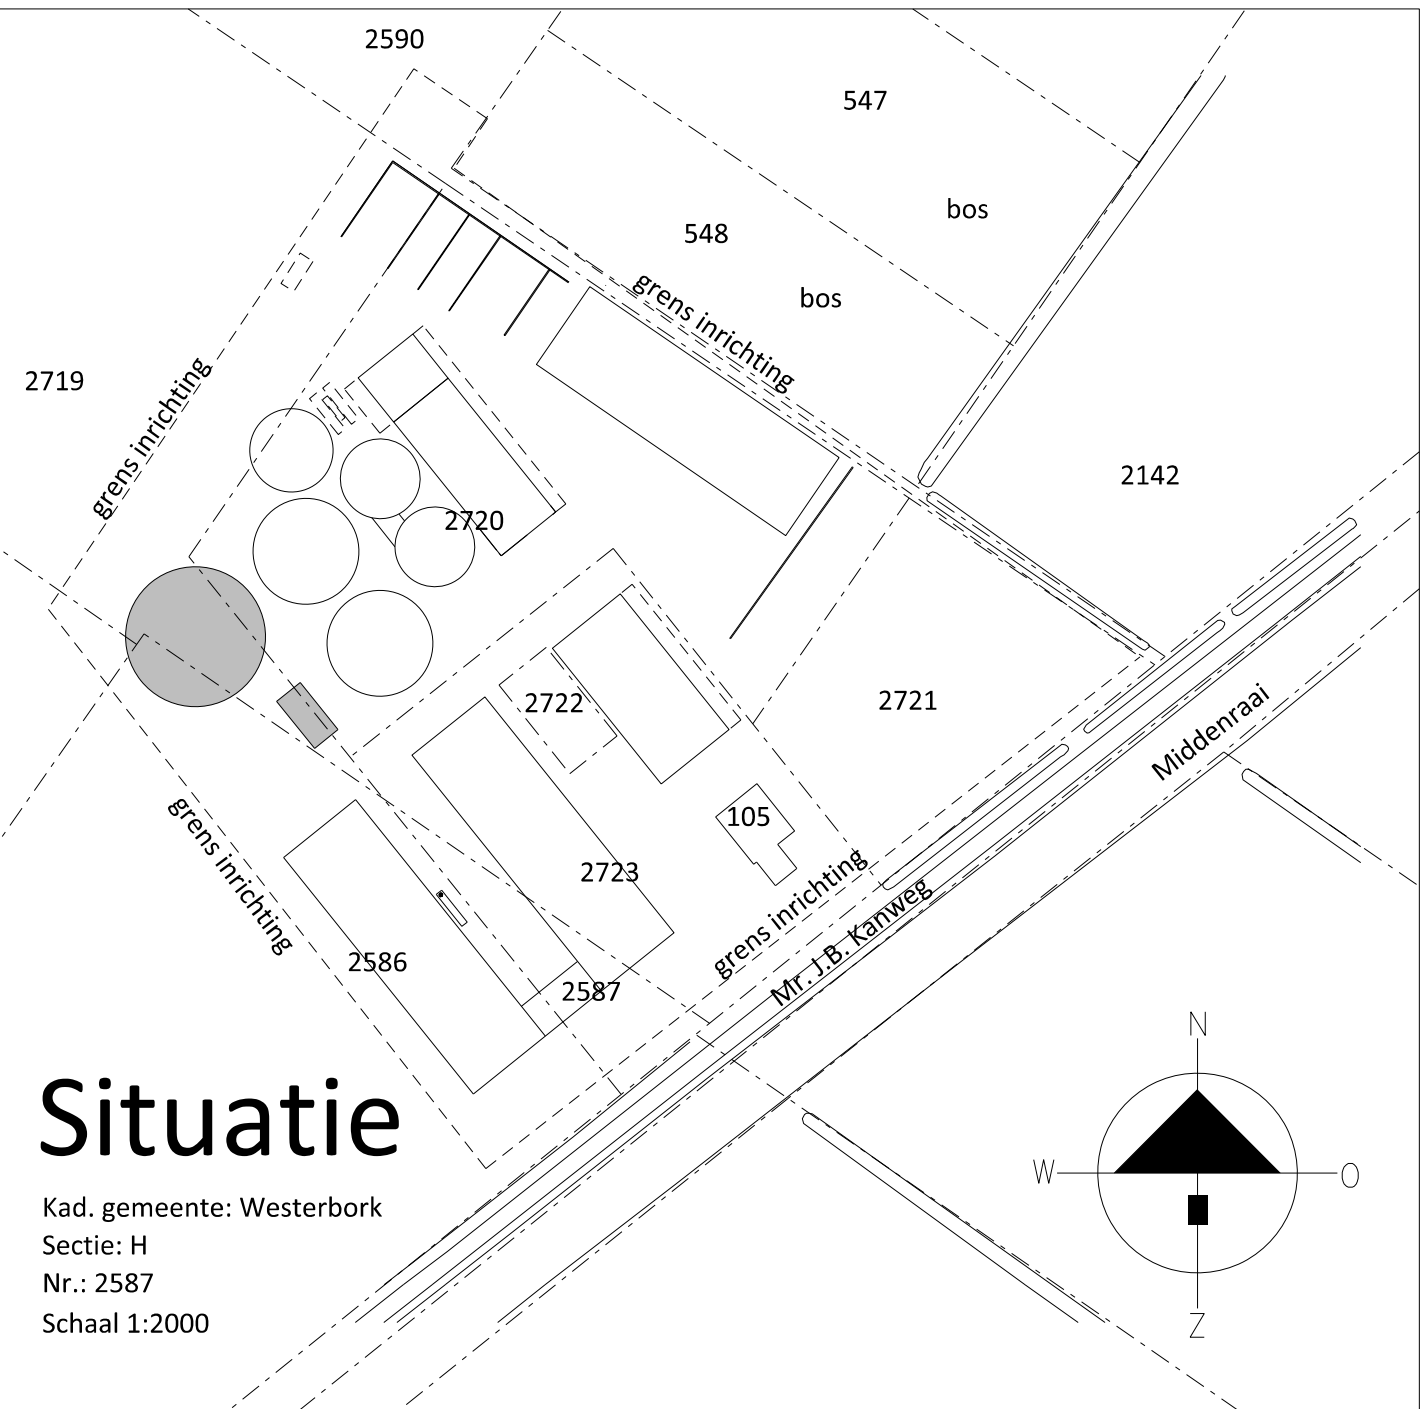 2590
547
bos
548
grens inrichting
bos
2719
grens inrichting
2142
2720
2722
2721
Middenraai
105
grens inrichting
2723
grens inrichting
Mr. J.B. Kanweg
2586
2587
N
W
O
Z
Situatie
Kad. gemeente: Westerbork
Sectie: H
Nr.: 2587
Schaal 1:2000